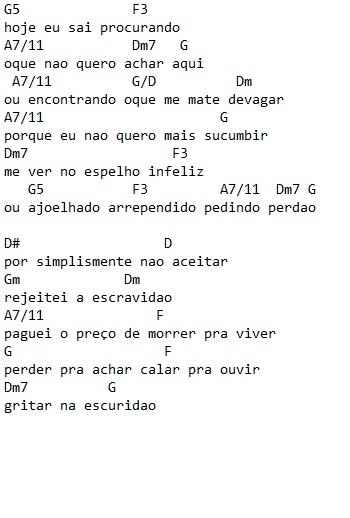 G5              F3
hoje eu sai procurando
A7/11           Dm7   G
oque nao quero achar aqui
 A7/11          G/D          Dm
ou encontrando oque me mate devagar
A7/11                      G
porque eu nao quero mais sucumbir
Dm7                  F3
me ver no espelho infeliz
   G5           F3         A7/11  Dm7 G
ou ajoelhado arrependido pedindo perdao

D#                  D
por simplismente nao aceitar
Gm             Dm
rejeitei a escravidao
A7/11              F
paguei o preço de morrer pra viver
G                   F
perder pra achar calar pra ouvir
Dm7          G
gritar na escuridao